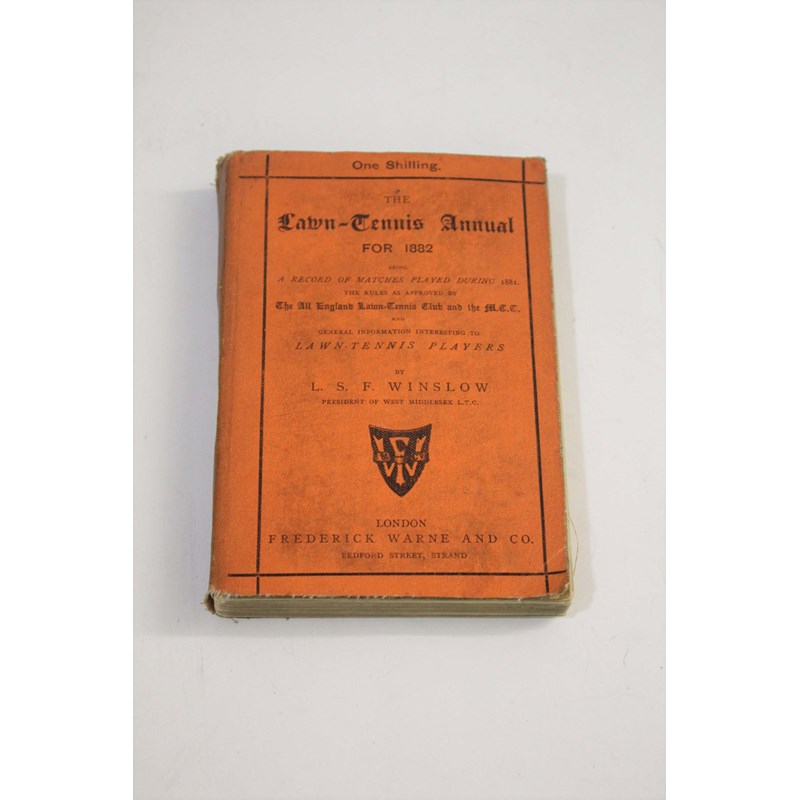 One Shilling.
THE
Lawn-Tennis Annual
FOR 1882
BEING
A RECORD OF MATCHES PLAYED DURING 1881.
THE RULES AS APPROVED BY
The All England Lawn-Tennis Club and the M.C.C.
AND
GENERAL INFORMATION INTERESTING TO
LAWN-TENNIS PLAYERS
BY
L. S. F. WINSLOW
PRESIDENT OF WEST MIDDLESEX L.T.C.
LONDON
FREDERICK WARNE AND CO.
BEDFORD STREET, STRAND